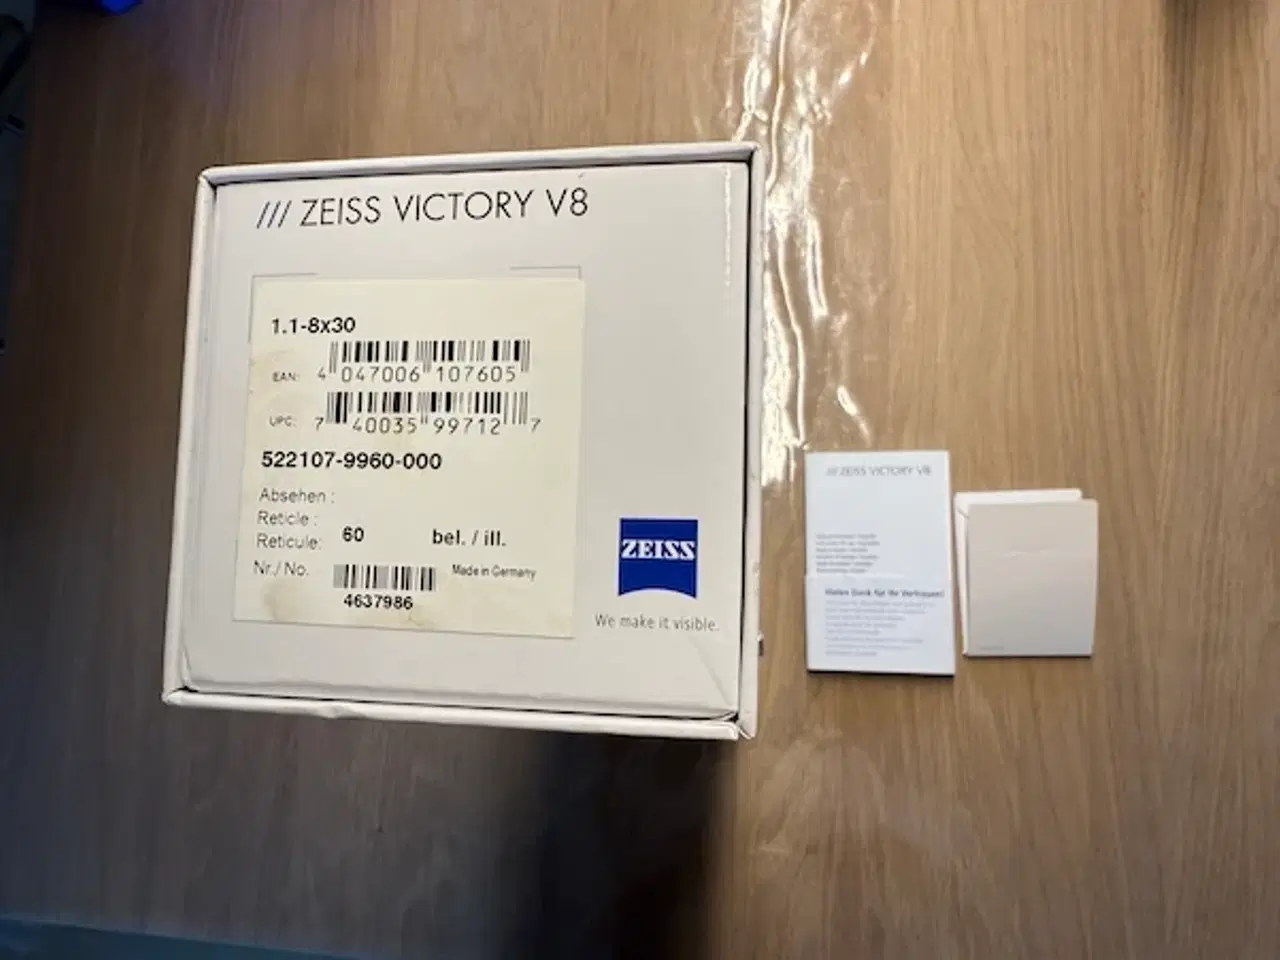 /// ZEISS VICTORY V8
1.1-8x30
EAN: 4 047006 107605
UPC: 7 40035 99712 7
522107-9960-000
Absehen :
Reticle :
Reticule: 60 bel. / ill.
Nr./ No. Made in Germany
4637986
ZEISS
We make it visible.
/// ZEISS VICTORY V8
Vielen Dank für Ihr Vertrauen!